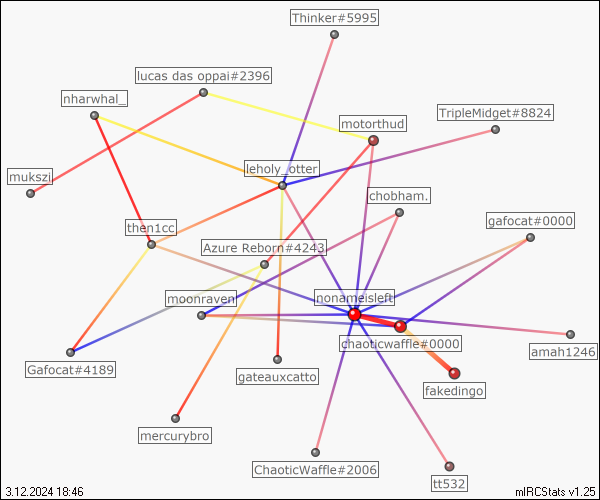 Thinker#5995
lucas das oppai#2396
nharwhal_
motorthud
TripleMidget#8824
leholy_otter
mukszi
chobham.
gafocat#0000
then1cc
Azure Reborn#4243
moonraven
nonameisleft
chaoticwaffle#0000
amah1246
Gafocat#4189
gateauxcatto
fakedingo
mercurybro
ChaoticWaffle#2006
tt532
3.12.2024 18:46
mIRCStats v1.25